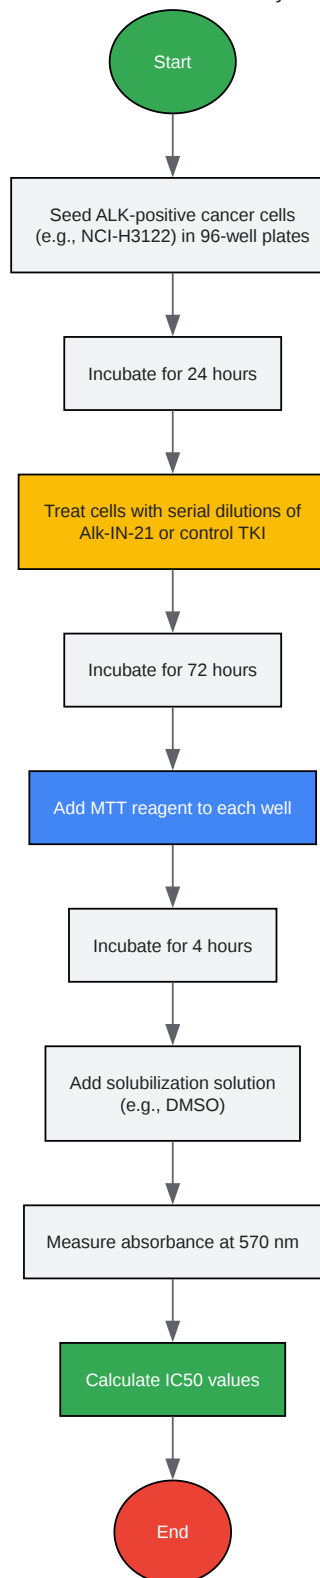 Start
Seed ALK-positive cancer cells
(e.g., NCI-H3122) in 96-well plates
Incubate for 24 hours
Treat cells with serial dilutions of
Alk-IN-21 or control TKI
Incubate for 72 hours
Add MTT reagent to each well
Incubate for 4 hours
Add solubilization solution
(e.g., DMSO)
Measure absorbance at 570 nm
Calculate IC50 values
End